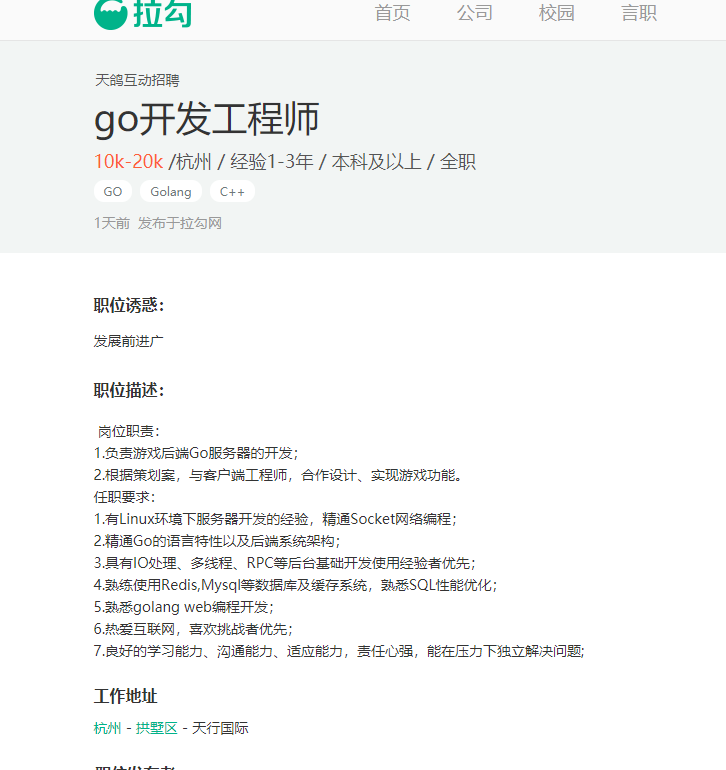 拉勾
首页 公司 校园 言职
天鸽互动招聘
go开发工程师
10k-20k /杭州 / 经验1-3年 / 本科及以上 / 全职
GO Golang C++
1天前 发布于拉勾网
职位诱惑：
发展前进广
职位描述：
岗位职责：
1.负责游戏后端Go服务器的开发；
2.根据策划案，与客户端工程师，合作设计、实现游戏功能。
任职要求：
1.有Linux环境下服务器开发的经验，精通Socket网络编程；
2.精通Go的语言特性以及后端系统架构；
3.具有IO处理、多线程、RPC等后台基础开发使用经验者优先；
4.熟练使用Redis,Mysql等数据库及缓存系统，熟悉SQL性能优化；
5.熟悉golang web编程开发；
6.热爱互联网，喜欢挑战者优先；
7.良好的学习能力、沟通能力、适应能力，责任心强，能在压力下独立解决问题;
工作地址
杭州 - 拱墅区 - 天行国际